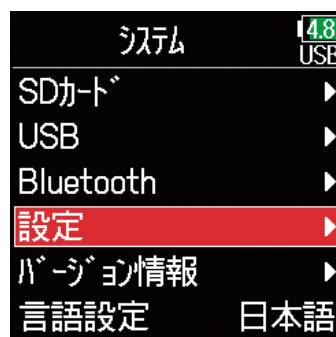 システム
4.8
USB
SDカード
USB
Bluetooth
設定
バージョン情報
言語設定 日本語